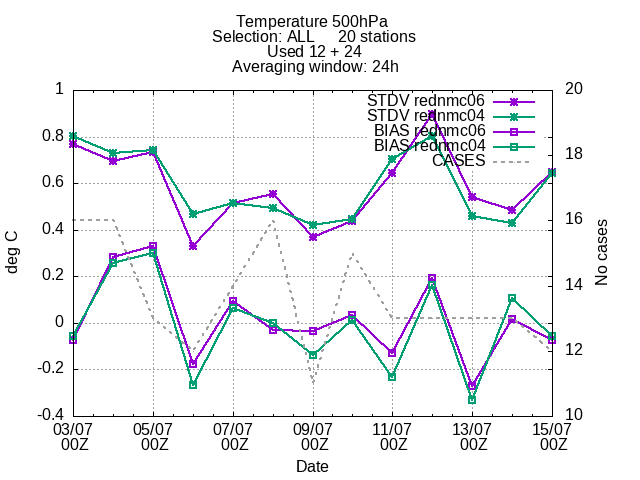 Temperature 500hPa
Selection: ALL 20 stations
Used 12 + 24
Averaging window: 24h
1
0.8
0.6
0.4
0.2
0
-0.2
-0.4
deg C
20
18
16
14
12
10
No cases
STDV rednmc06
STDV rednmc04
BIAS rednmc06
BIAS rednmc04
CASES
03/07 05/07 07/07 09/07 11/07 13/07 15/07
00Z 00Z 00Z 00Z 00Z 00Z 00Z
Date